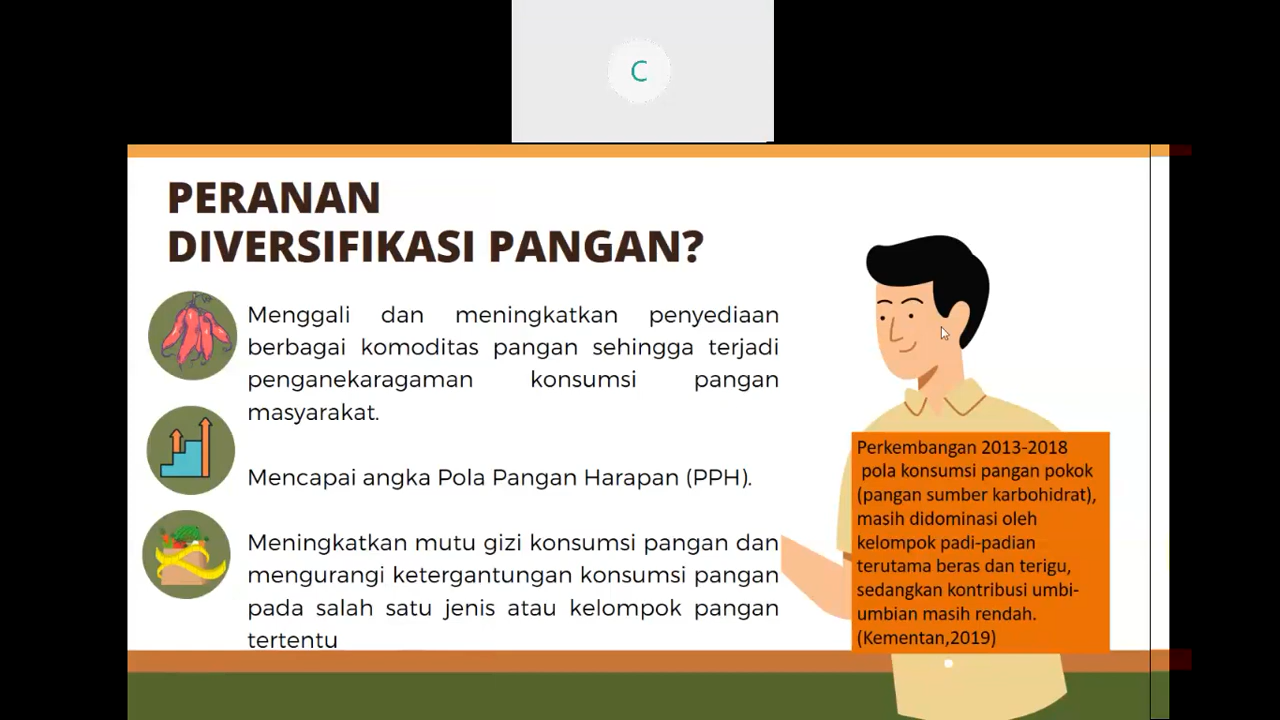 C
PERANAN
DIVERSIFIKASI PANGAN?
Menggali dan meningkatkan penyediaan
berbagai komoditas pangan sehingga terjadi
penganekaragaman konsumsi pangan
masyarakat.
Mencapai angka Pola Pangan Harapan (PPH).
Meningkatkan mutu gizi konsumsi pangan dan
mengurangi ketergantungan konsumsi pangan
pada salah satu jenis atau kelompok pangan
tertentu
Perkembangan 2013-2018
pola konsumsi pangan pokok
(pangan sumber karbohidrat),
masih didominasi oleh
kelompok padi-padian
terutama beras dan terigu,
sedangkan kontribusi umbi-
umbian masih rendah.
(Kementan,2019)